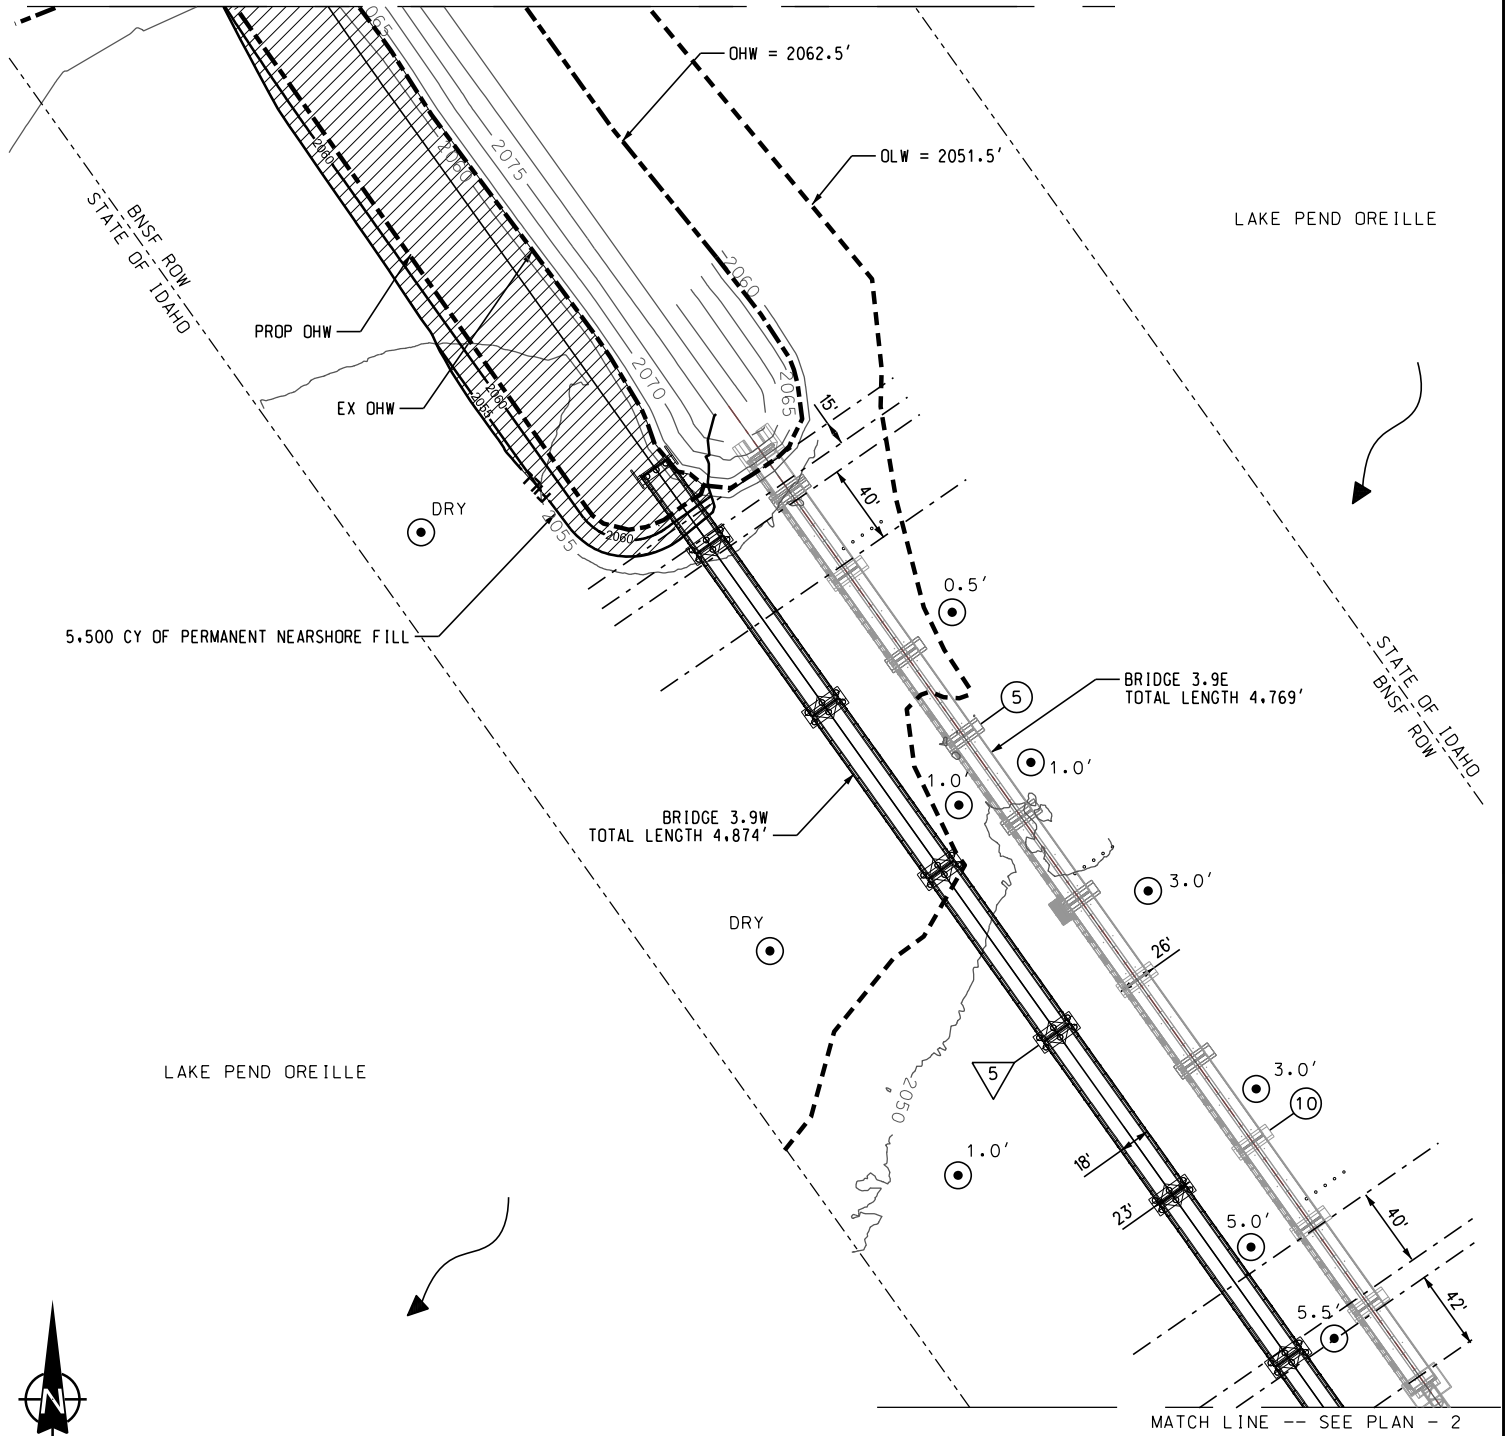 OHW = 2062.5'
OLW = 2051.5'
LAKE PEND OREILLE
065
2060
2060
2075
BNSF ROW
STATE OF IDAHO
2060
PROP OHW
EX OHW
2070
2065
15'
2060
2055
40'
DRY
2055
2060
0.5'
5.500 CY OF PERMANENT NEARSHORE FILL
STATE OF IDAHO
BNSF ROW
BRIDGE 3.9E
TOTAL LENGTH 4.769'
5
1.0'
1.0'
BRIDGE 3.9W
TOTAL LENGTH 4.874'
3.0'
DRY
26'
LAKE PEND OREILLE
5
2050
3.0'
10
1.0'
18'
23'
5.0'
40'
42'
5.5'
N
MATCH LINE -- SEE PLAN - 2